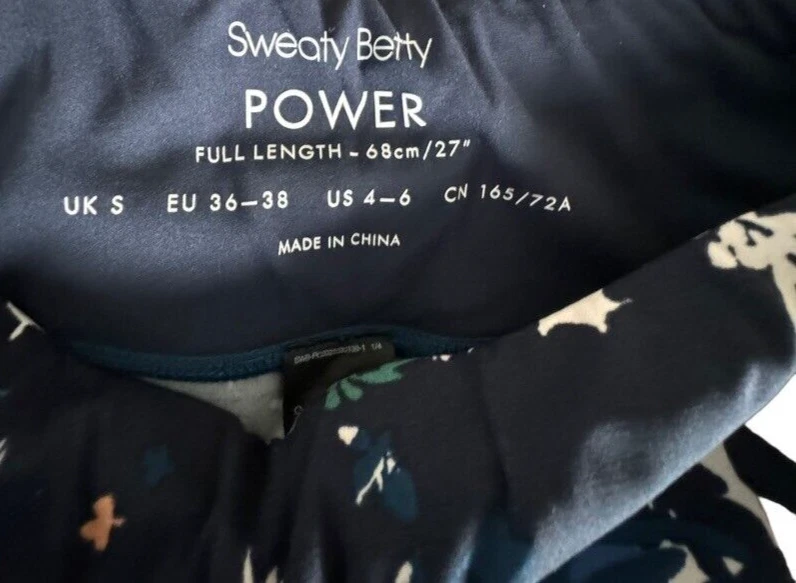 Sweaty Betty
POWER
FULL LENGTH - 68cm/27"
UK S EU 36-38 US 4-6 CN 165/72A
MADE IN CHINA